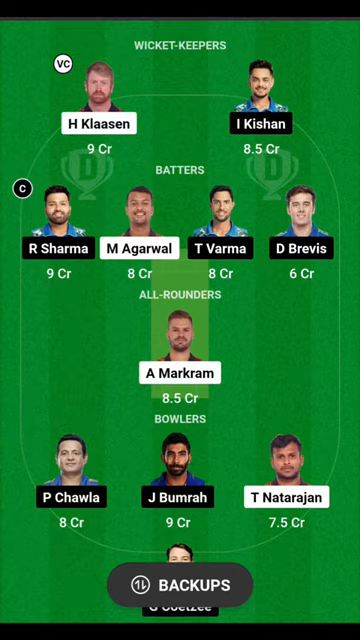 WICKET-KEEPERS
VC
H Klaasen
I Kishan
9 Cr
8.5 Cr
BATTERS
C
R Sharma
M Agarwal
T Varma
D Brevis
9 Cr
8 Cr
8 Cr
6 Cr
ALL-ROUNDERS
A Markram
8.5 Cr
BOWLERS
P Chawla
J Bumrah
T Natarajan
8 Cr
9 Cr
7.5 Cr
BACKUPS
G Coetzee